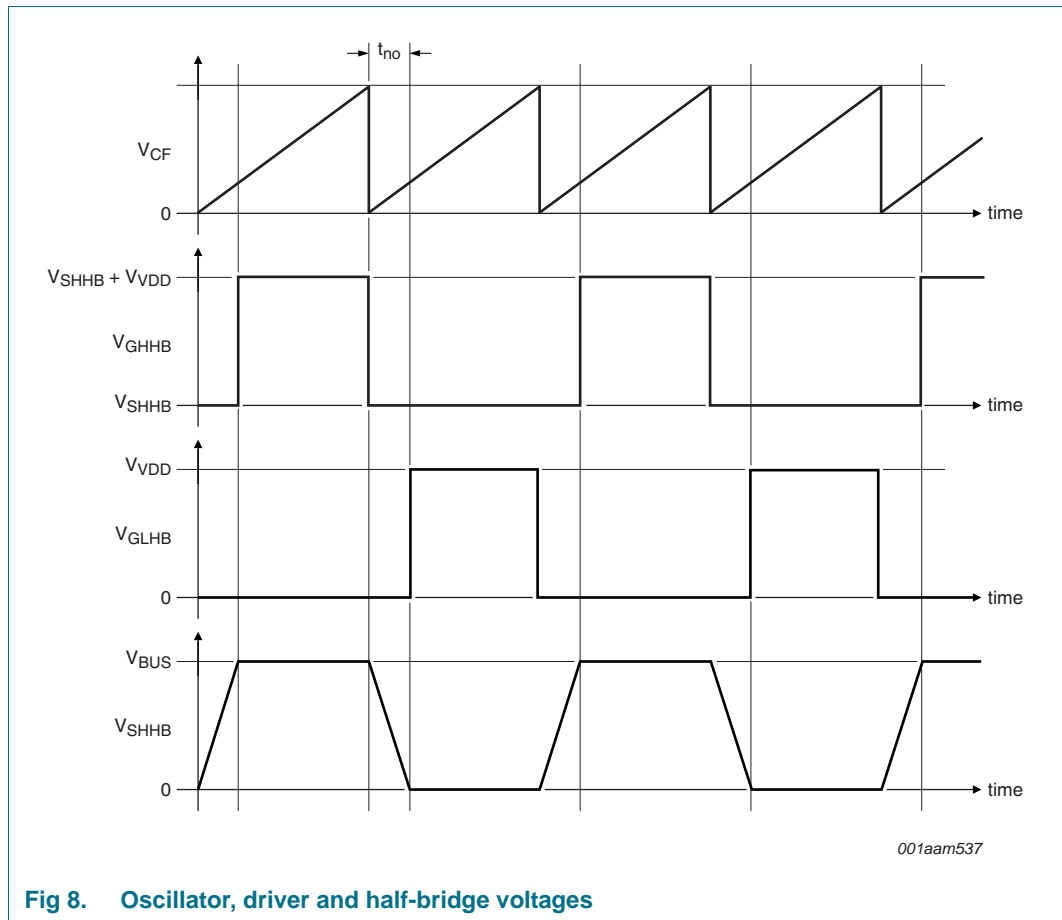 tno
VCF
0
time
VSHHB + VVDD
VGHHB
VSHHB
time
VVDD
VGLHB
0
time
VBUS
VSHHB
0
time
001aam537
Fig 8. Oscillator, driver and half-bridge voltages